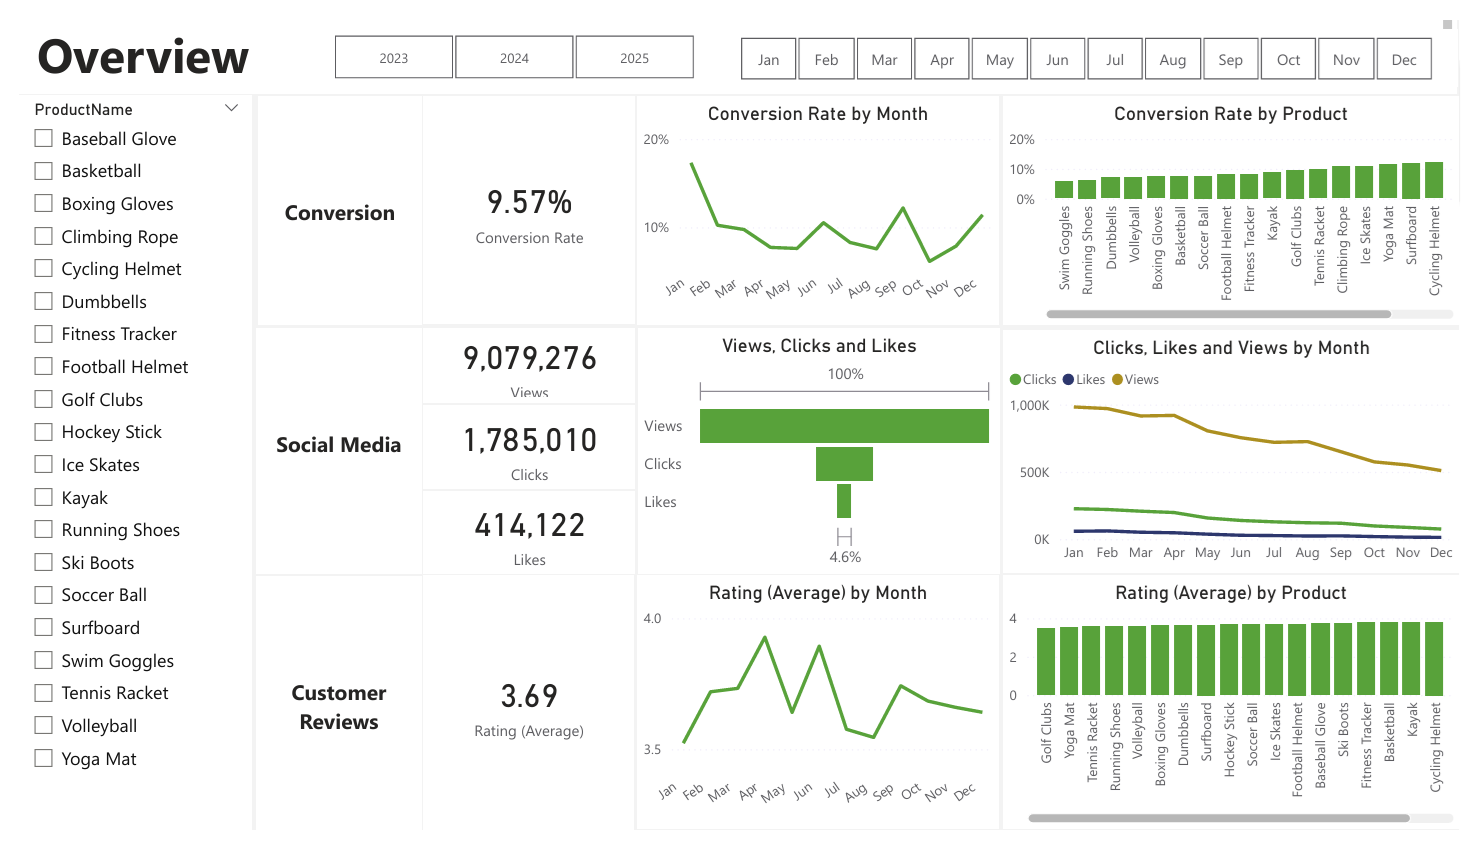 Overview
2023
2024
2025
Jan
Feb
Mar
Apr
May
Jun
Jul
Aug
Sep
Oct
Nov
Dec
ProductName
Baseball Glove
Basketball
Boxing Gloves
Climbing Rope
Cycling Helmet
Dumbbells
Fitness Tracker
Football Helmet
Golf Clubs
Hockey Stick
Ice Skates
Kayak
Running Shoes
Ski Boots
Soccer Ball
Surfboard
Swim Goggles
Tennis Racket
Volleyball
Yoga Mat
Conversion
9.57%
Conversion Rate
Conversion Rate by Month
20%
10%
Jan
Feb
Mar
Apr
May
Jun
Jul
Aug
Sep
Oct
Nov
Dec
Conversion Rate by Product
20%
10%
0%
Swim Goggles
Running Shoes
Dumbbells
Volleyball
Boxing Gloves
Basketball
Soccer Ball
Football Helmet
Fitness Tracker
Kayak
Golf Clubs
Tennis Racket
Climbing Rope
Ice Skates
Yoga Mat
Surfboard
Cycling Helmet
Social Media
9,079,276
Views
1,785,010
Clicks
414,122
Likes
Views, Clicks and Likes
100%
Views
Clicks
Likes
4.6%
Clicks, Likes and Views by Month
Clicks
Likes
Views
1,000K
500K
0K
Jan
Feb
Mar
Apr
May
Jun
Jul
Aug
Sep
Oct
Nov
Dec
Customer
Reviews
3.69
Rating (Average)
Rating (Average) by Month
4.0
3.5
Jan
Feb
Mar
Apr
May
Jun
Jul
Aug
Sep
Oct
Nov
Dec
Rating (Average) by Product
4
2
0
Golf Clubs
Yoga Mat
Tennis Racket
Running Shoes
Volleyball
Boxing Gloves
Dumbbells
Surfboard
Hockey Stick
Soccer Ball
Ice Skates
Football Helmet
Baseball Glove
Ski Boots
Fitness Tracker
Basketball
Kayak
Cycling Helmet